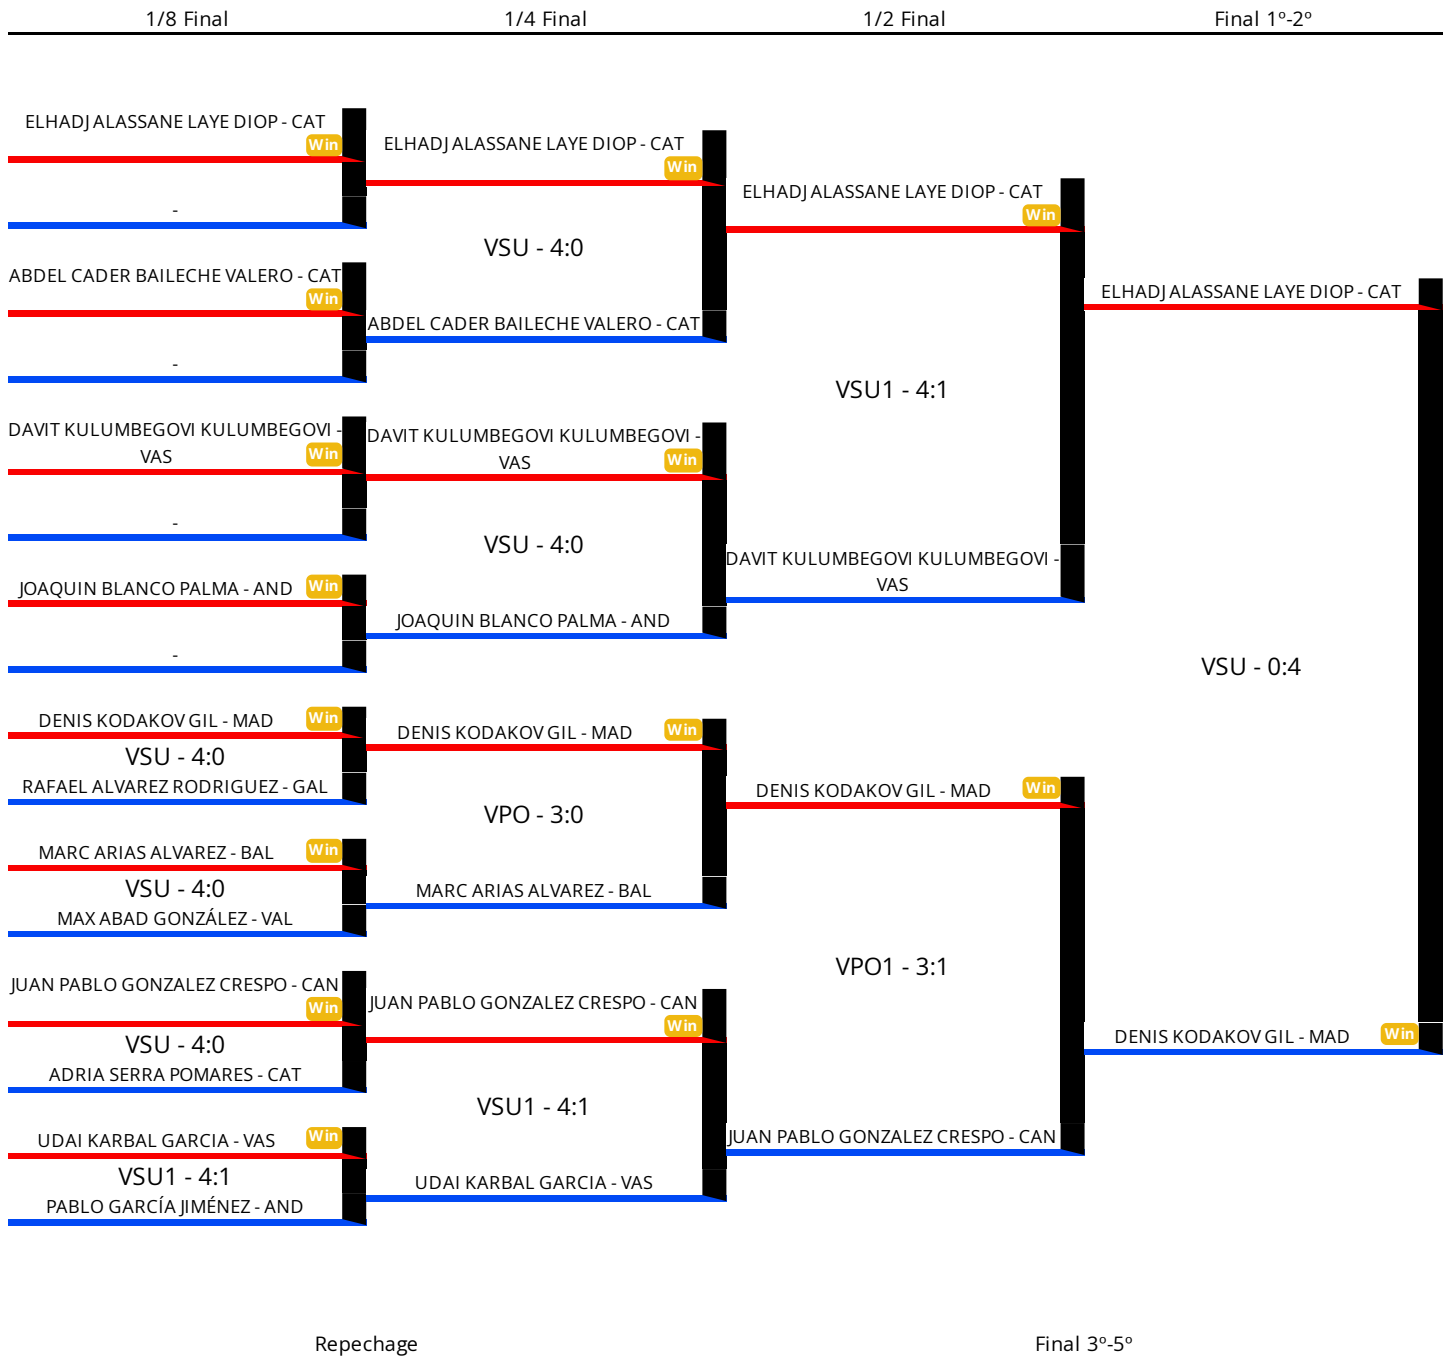 1/8 Final
1/4 Final
1/2 Final
Final 1º-2º
ELHADJ ALASSANE LAYE DIOP - CAT
Win
-
ABDEL CADER BAILECHE VALERO - CAT
Win
-
DAVIT KULUMBEGOVI KULUMBEGOVI -
VAS
Win
-
JOAQUIN BLANCO PALMA - AND
Win
-
DENIS KODAKOV GIL - MAD
Win
VSU - 4:0
RAFAEL ALVAREZ RODRIGUEZ - GAL
MARC ARIAS ALVAREZ - BAL
Win
VSU - 4:0
MAX ABAD GONZÁLEZ - VAL
JUAN PABLO GONZALEZ CRESPO - CAN
Win
VSU - 4:0
ADRIA SERRA POMARES - CAT
UDAI KARBAL GARCIA - VAS
Win
VSU1 - 4:1
PABLO GARCÍA JIMÉNEZ - AND
ELHADJ ALASSANE LAYE DIOP - CAT
Win
VSU - 4:0
ABDEL CADER BAILECHE VALERO - CAT
DAVIT KULUMBEGOVI KULUMBEGOVI -
VAS
Win
VSU - 4:0
JOAQUIN BLANCO PALMA - AND
DENIS KODAKOV GIL - MAD
Win
VPO - 3:0
MARC ARIAS ALVAREZ - BAL
JUAN PABLO GONZALEZ CRESPO - CAN
Win
VSU1 - 4:1
UDAI KARBAL GARCIA - VAS
ELHADJ ALASSANE LAYE DIOP - CAT
Win
VSU1 - 4:1
DAVIT KULUMBEGOVI KULUMBEGOVI -
VAS
DENIS KODAKOV GIL - MAD
Win
VPO1 - 3:1
JUAN PABLO GONZALEZ CRESPO - CAN
ELHADJ ALASSANE LAYE DIOP - CAT
VSU - 0:4
DENIS KODAKOV GIL - MAD
Win
Repechage
Final 3º-5º